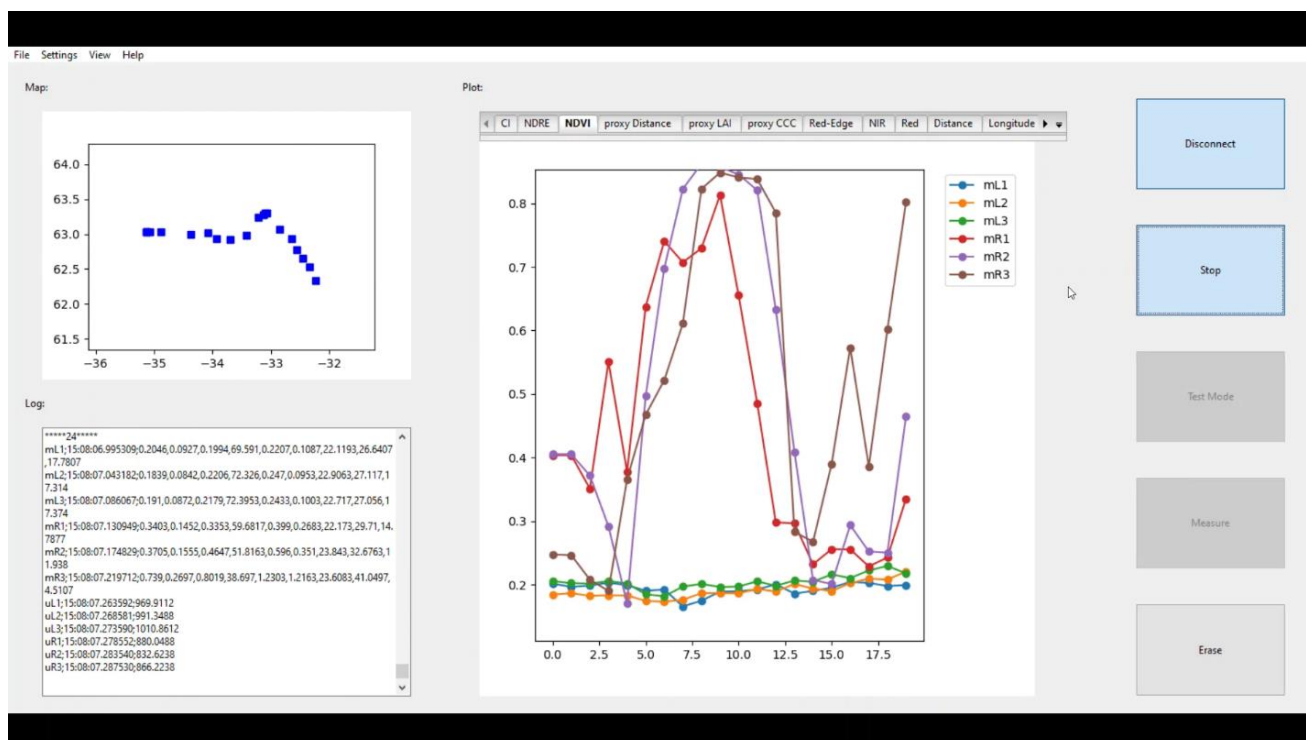 File Settings View Help
Map:
64.0
63.5
63.0
62.5
62.0
61.5
−36 −35 −34 −33 −32
Log:
*****24*****
mL1;15:08:06.995309;0.2046,0.0927,0.1994,69.591,0.2207,0.1087,22.1193,26.6407
,17.7807
mL2;15:08:07.043182;0.1839,0.0842,0.2206,72.326,0.247,0.0953,22.9063,27.117,1
7.314
mL3;15:08:07.086067;0.191,0.0872,0.2179,72.3953,0.2433,0.1003,22.717,27.056,1
7.374
mR1;15:08:07.130949;0.3403,0.1452,0.3353,59.6817,0.399,0.2683,22.173,29.71,14.
7877
mR2;15:08:07.174829;0.3705,0.1555,0.4647,51.8163,0.596,0.351,23.843,32.6763,1
1.938
mR3;15:08:07.219712;0.739,0.2697,0.8019,38.697,1.2303,1.2163,23.6083,41.0497,
4.5107
uL1;15:08:07.263592;969.9112
uL2;15:08:07.268581;991.3488
uL3;15:08:07.273590;1010.8612
uR1;15:08:07.278552;880.0488
uR2;15:08:07.283540;832.6238
uR3;15:08:07.287530;866.2238
Plot:
CI NDRE NDVI proxy Distance proxy LAI proxy CCC Red-Edge NIR Red Distance Longitude
0.8
0.7
0.6
0.5
0.4
0.3
0.2
0.0 2.5 5.0 7.5 10.0 12.5 15.0 17.5
mL1
mL2
mL3
mR1
mR2
mR3
Disconnect
Stop
Test Mode
Measure
Erase